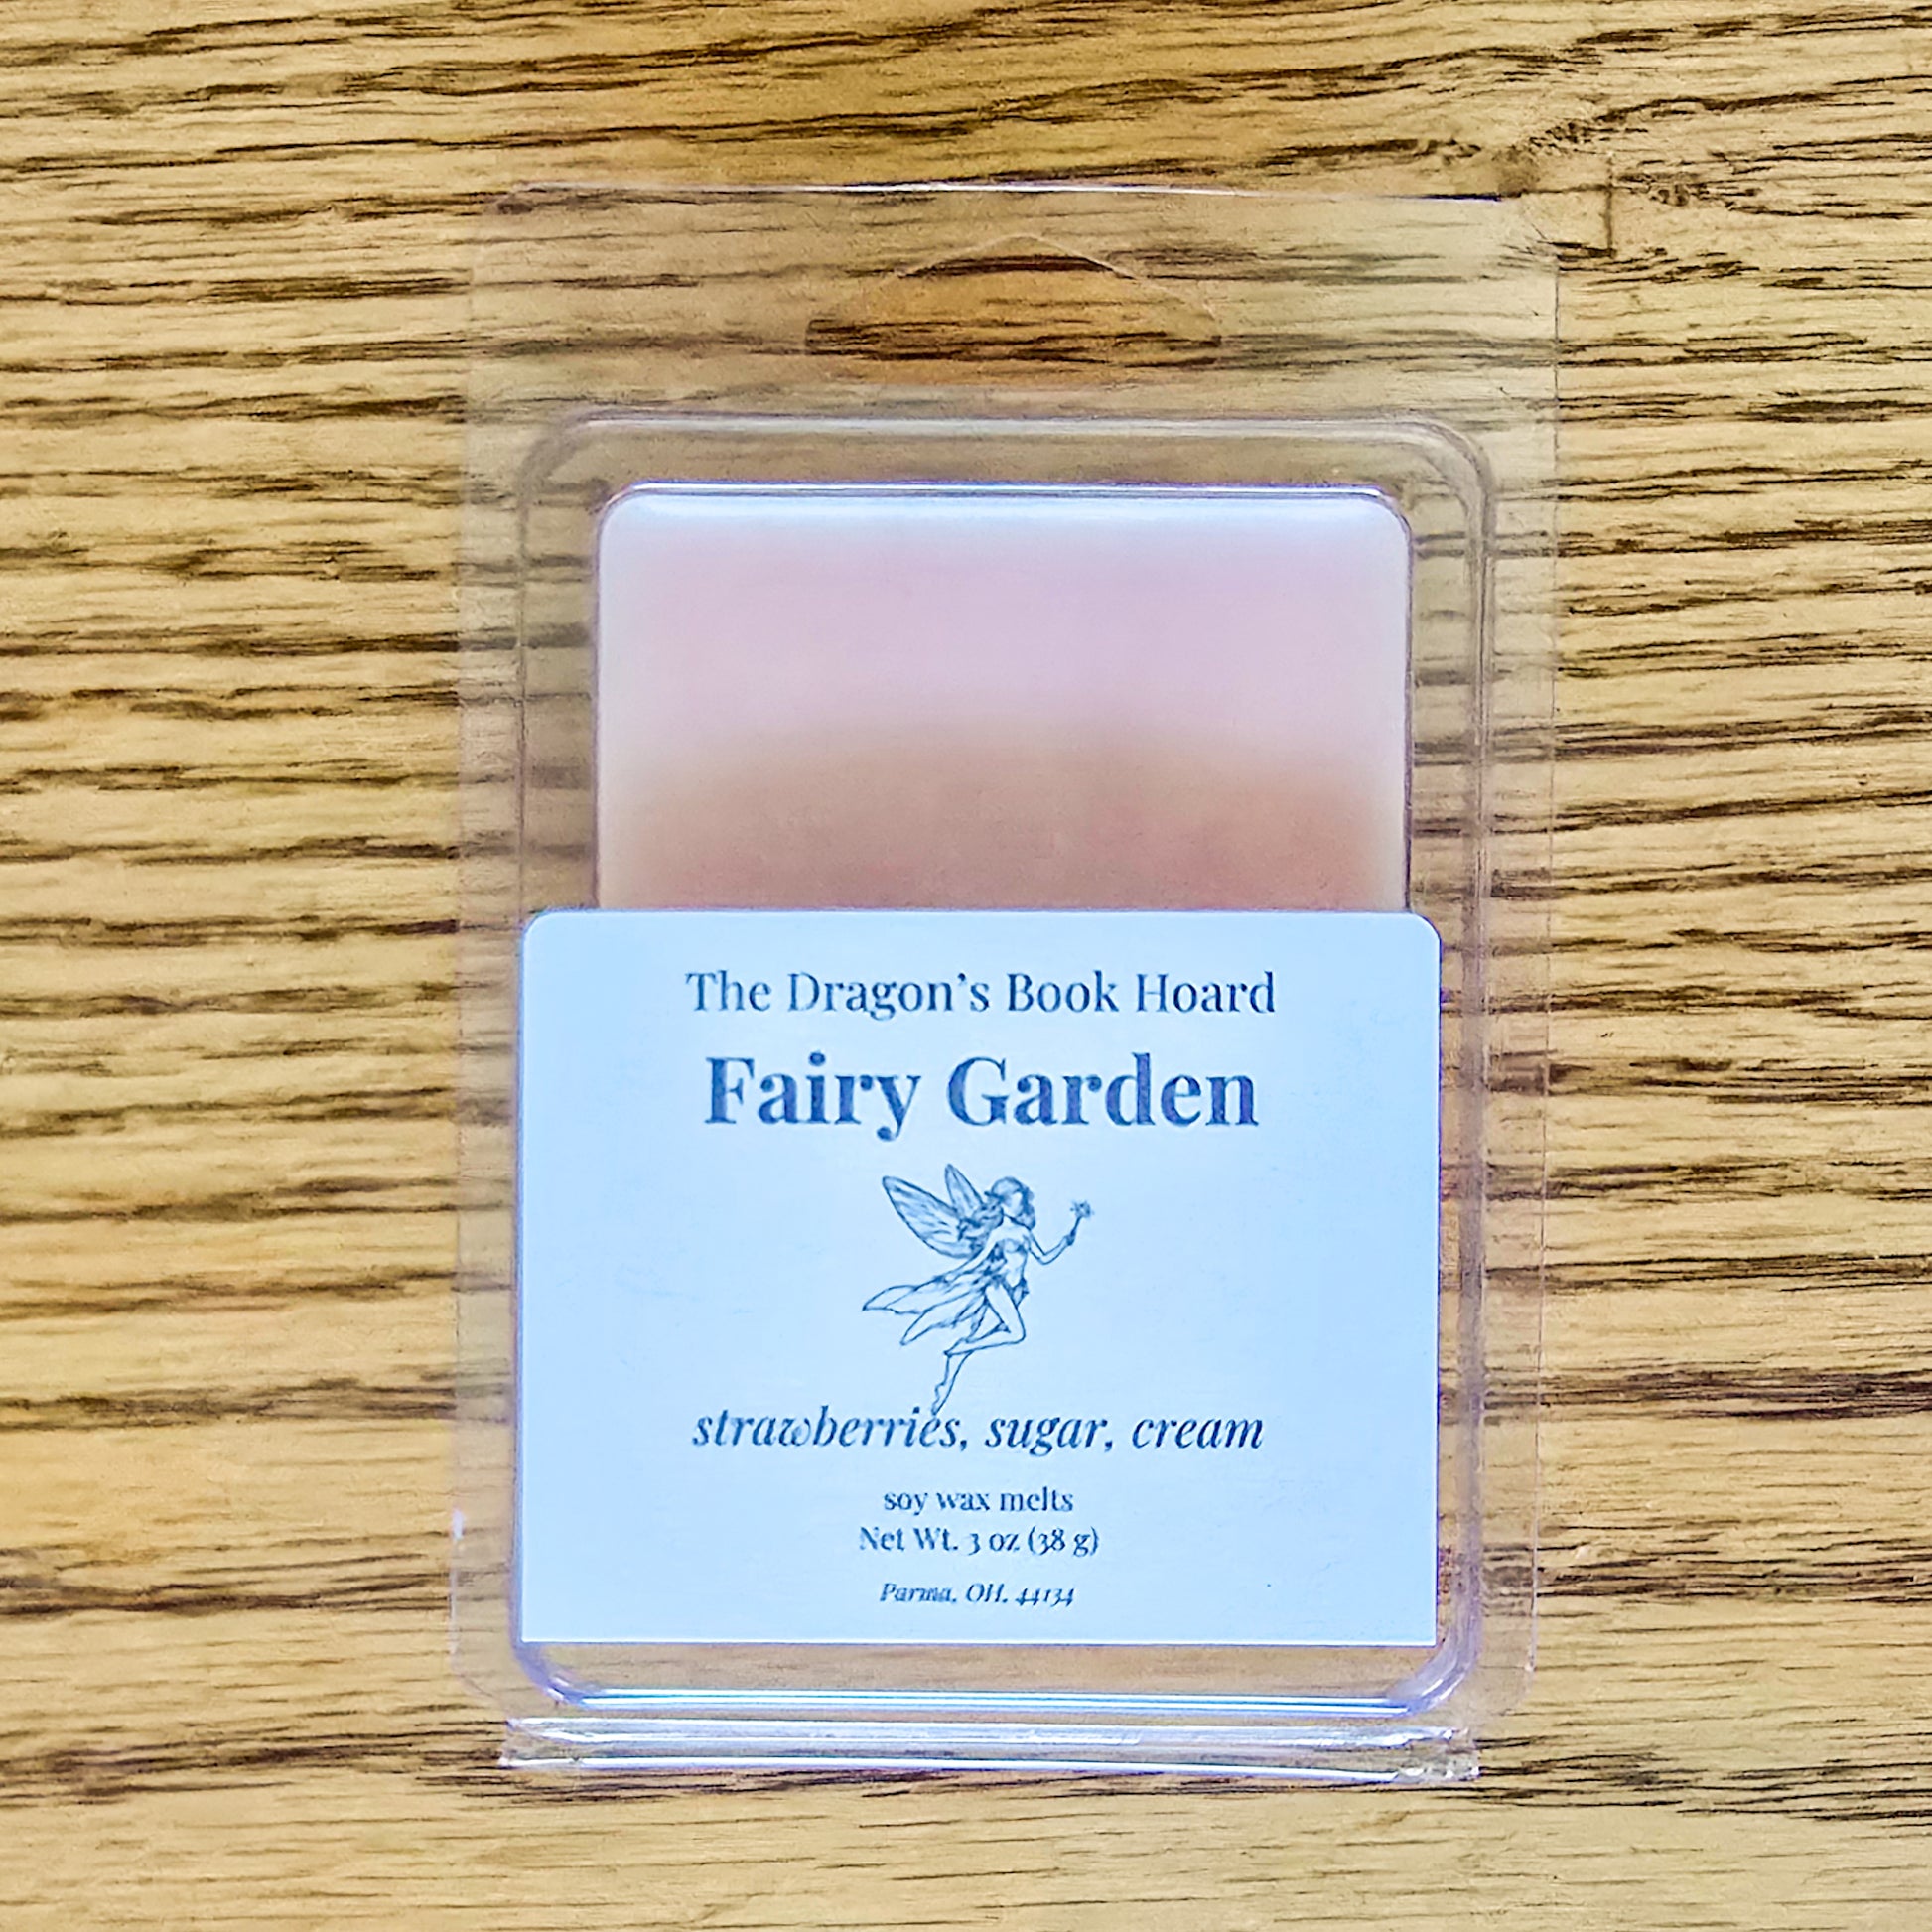 The Dragon's Book Hoard
Fairy Garden
strawberries, sugar, cream
soy wax melts
Net Wt. 3 oz (38 g)
Parma, OH. 44134